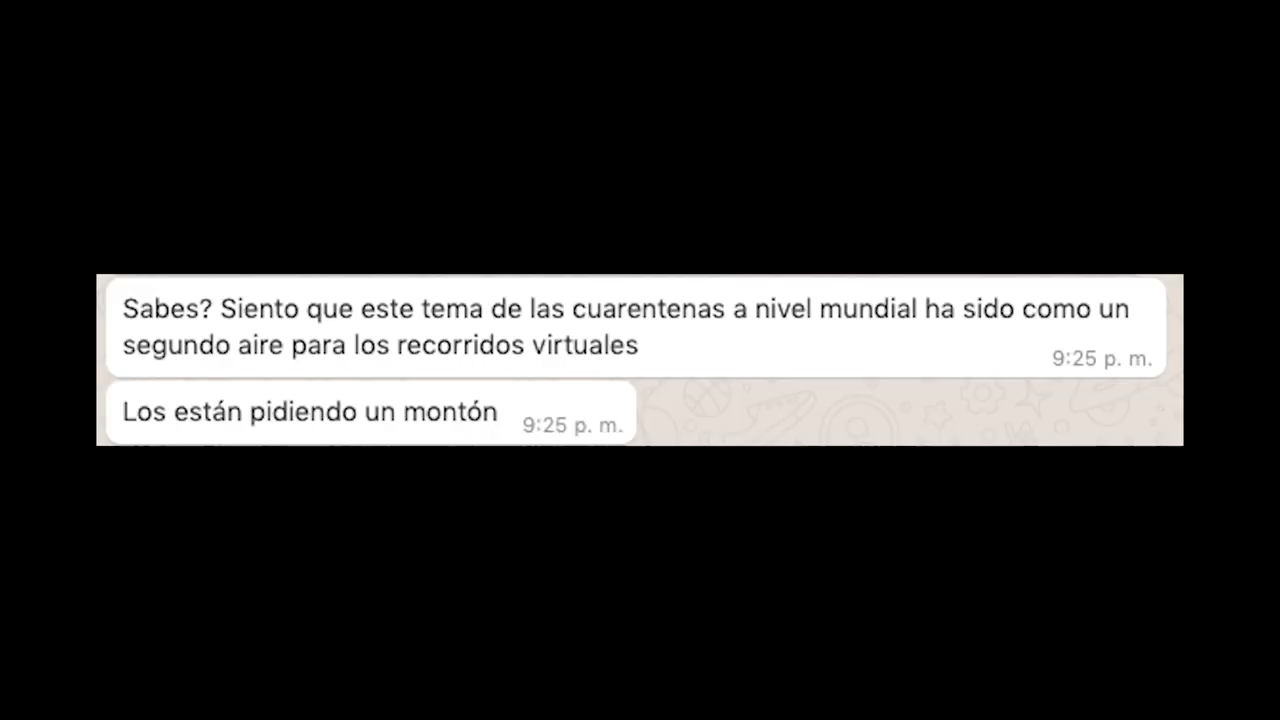 Sabes? Siento que este tema de las cuarentenas a nivel mundial ha sido como un
segundo aire para los recorridos virtuales
9:25 p. m.
Los están pidiendo un montón
9:25 p. m.